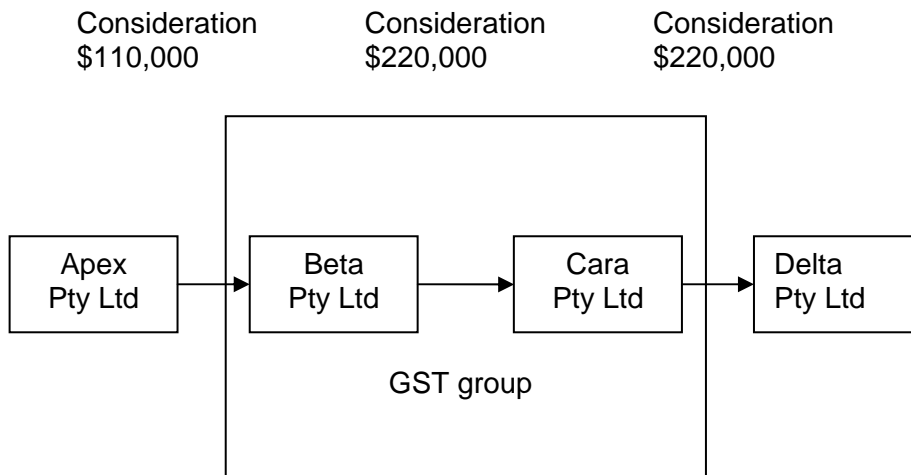 Consideration
$110,000
Consideration
$220,000
Consideration
$220,000
Apex
Pty Ltd
Beta
Pty Ltd
Cara
Pty Ltd
Delta
Pty Ltd
GST group